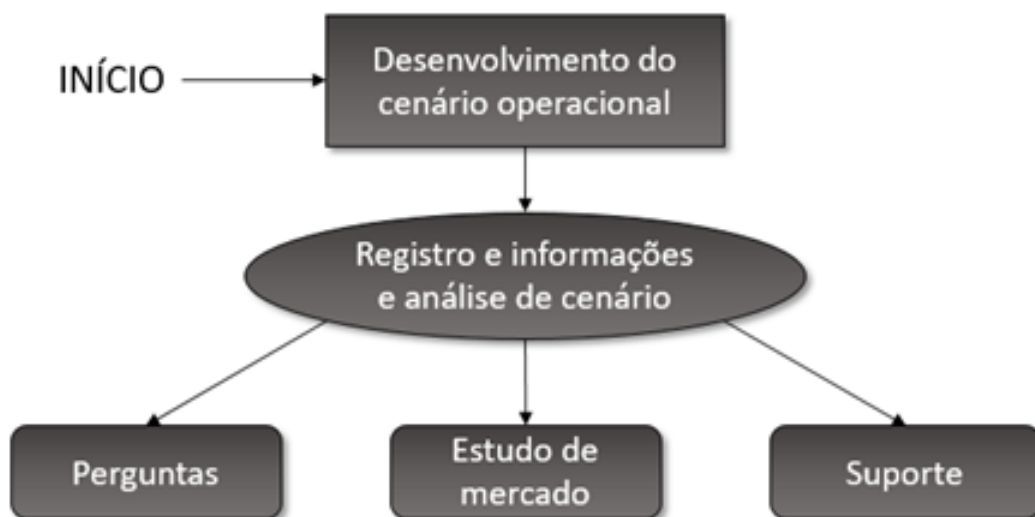 INÍCIO
Desenvolvimento do
cenário operacional
Registro e informações
e análise de cenário
Perguntas
Estudo de
mercado
Suporte